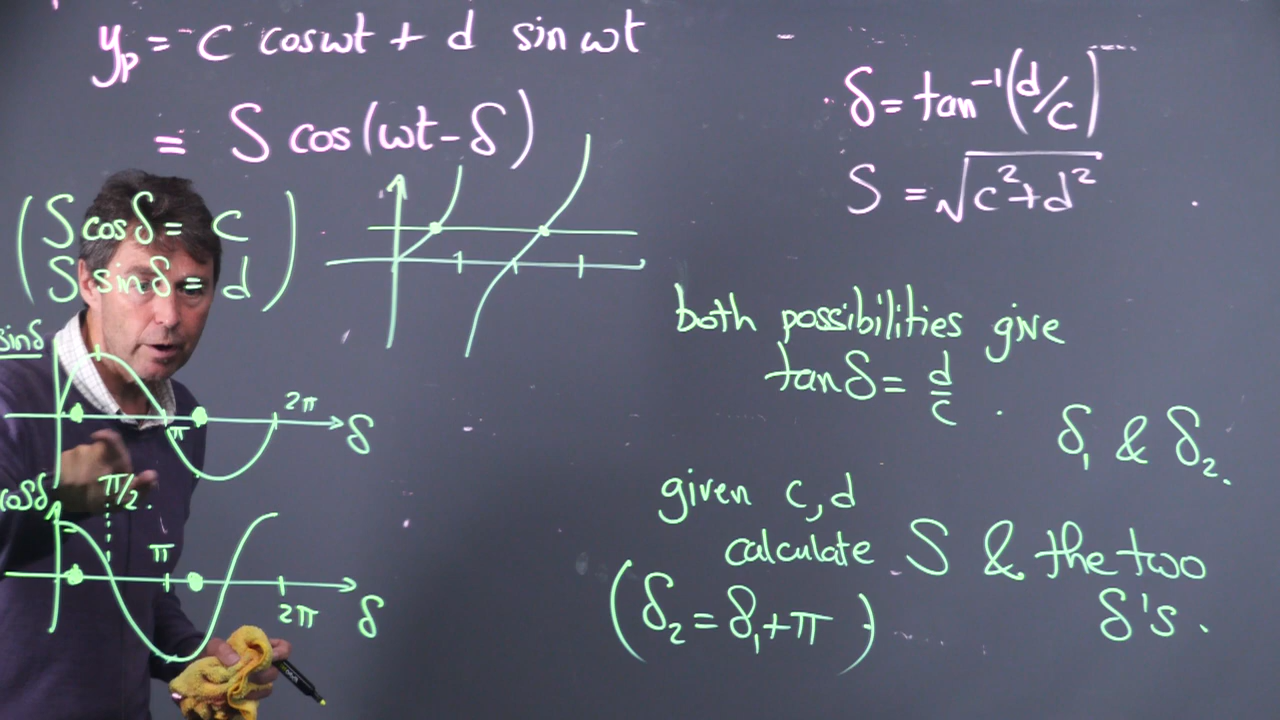 y_p = c cos ωt + d sin ωt
= S cos(ωt - δ)
δ = tan⁻¹(d/c)
S = √(c² + d²)
(S cos δ = c
S sin δ = d)
sin δ
π
2π
δ
cos δ
π/2.
π
2π
δ
both possibilities give
tan δ = d/c .
δ₁ & δ₂.
given c, d
calculate S & the two
δ's.
(δ₂ = δ₁ + π)